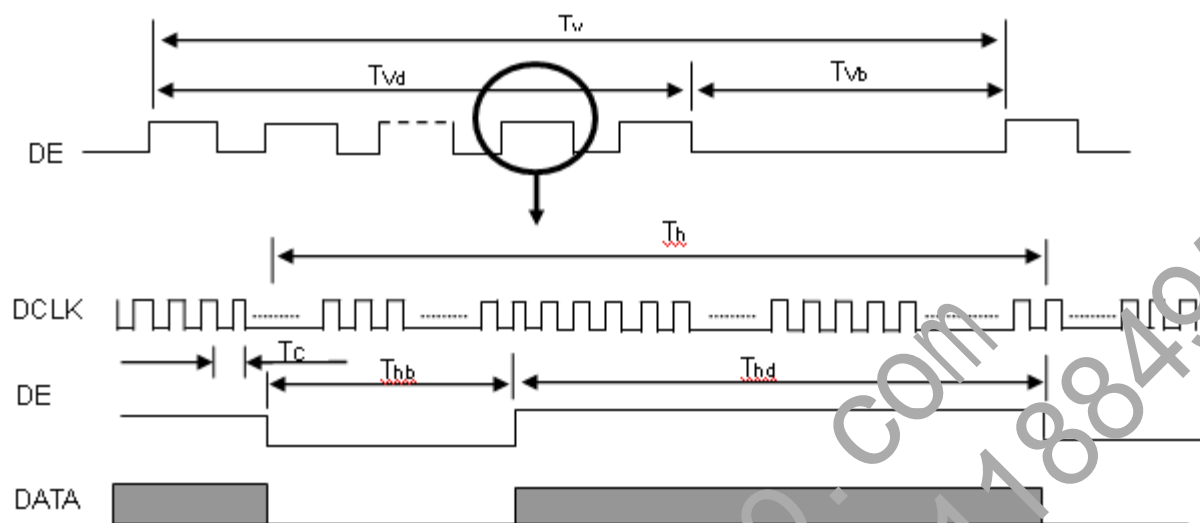 Tv
Tvd
Tvb
DE
Th
DCLK
Tc
Thb
Thd
DE
DATA
. com